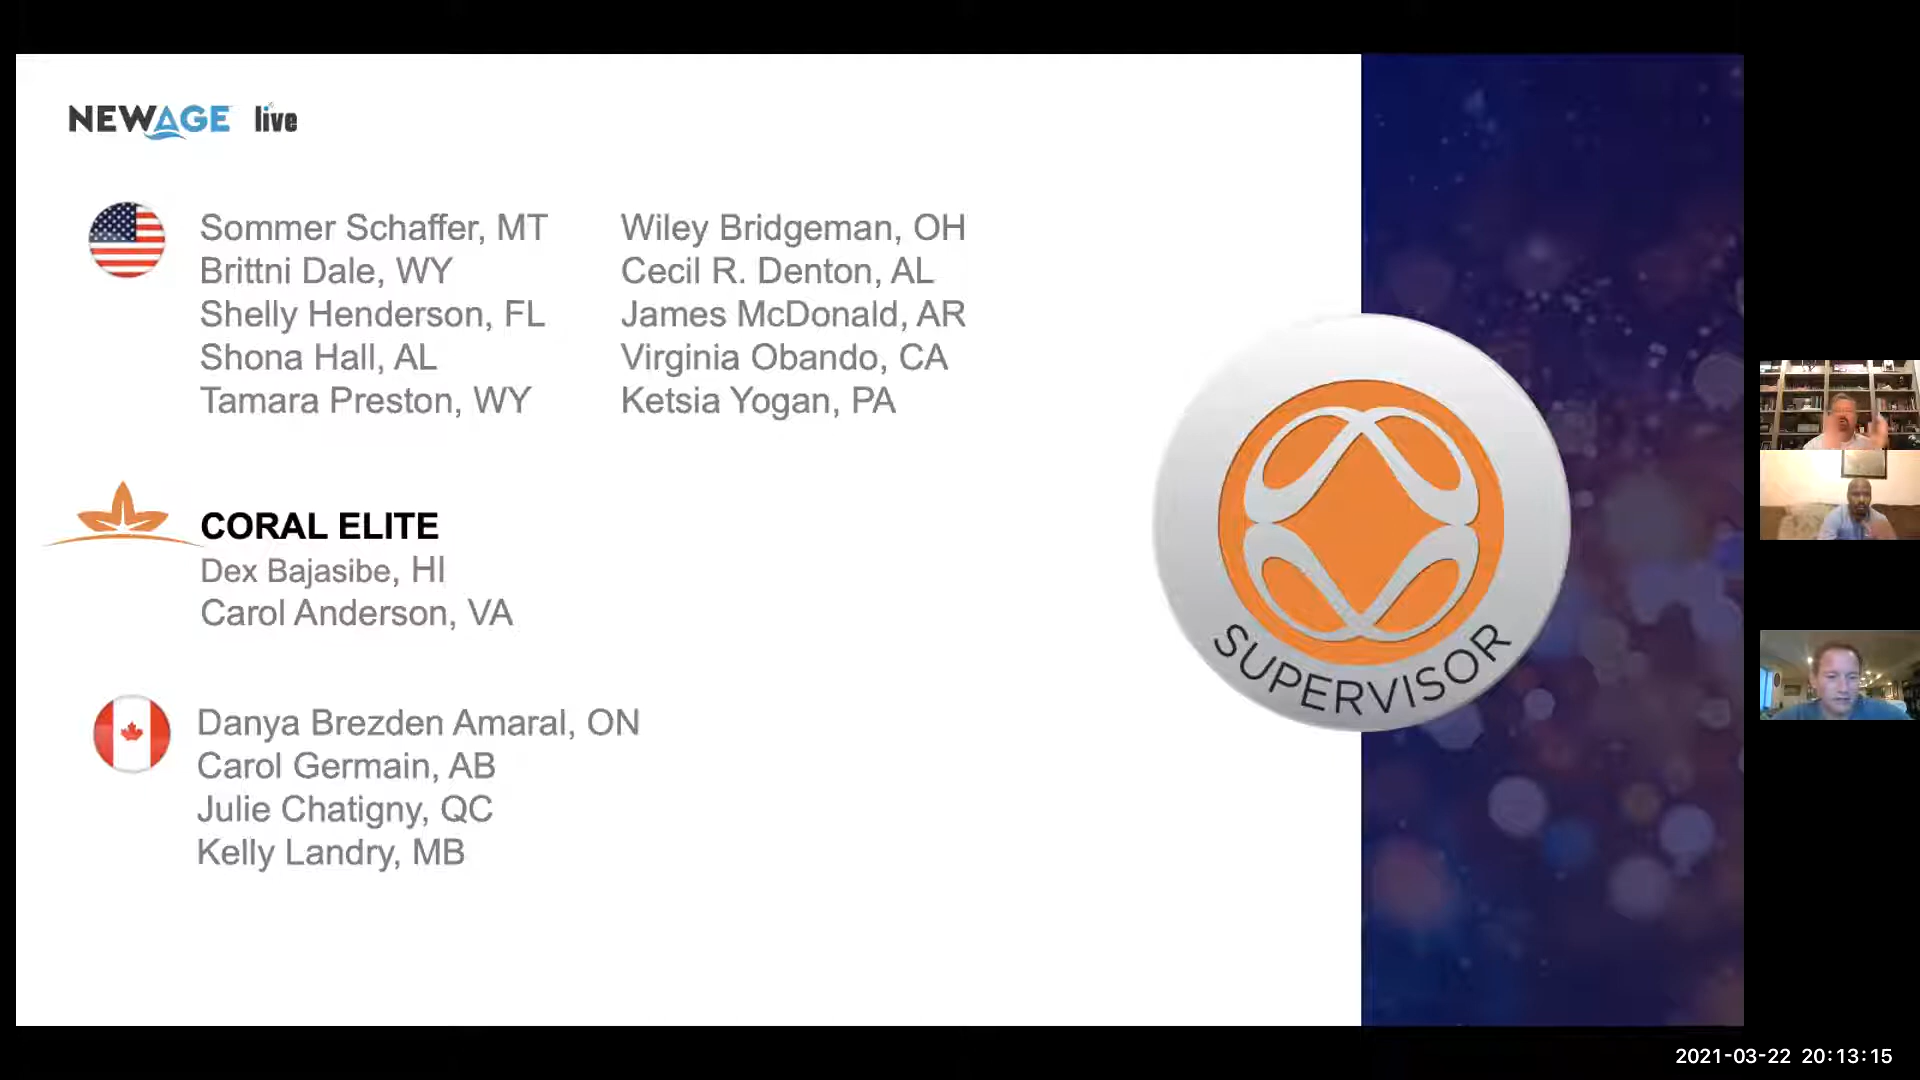 NEWAGE live
Sommer Schaffer, MT
Brittni Dale, WY
Shelly Henderson, FL
Shona Hall, AL
Tamara Preston, WY
Wiley Bridgeman, OH
Cecil R. Denton, AL
James McDonald, AR
Virginia Obando, CA
Ketsia Yogan, PA
CORAL ELITE
Dex Bajasibe, HI
Carol Anderson, VA
Danya Brezden Amaral, ON
Carol Germain, AB
Julie Chatigny, QC
Kelly Landry, MB
SUPERVISOR
2021-03-22 20:13:15